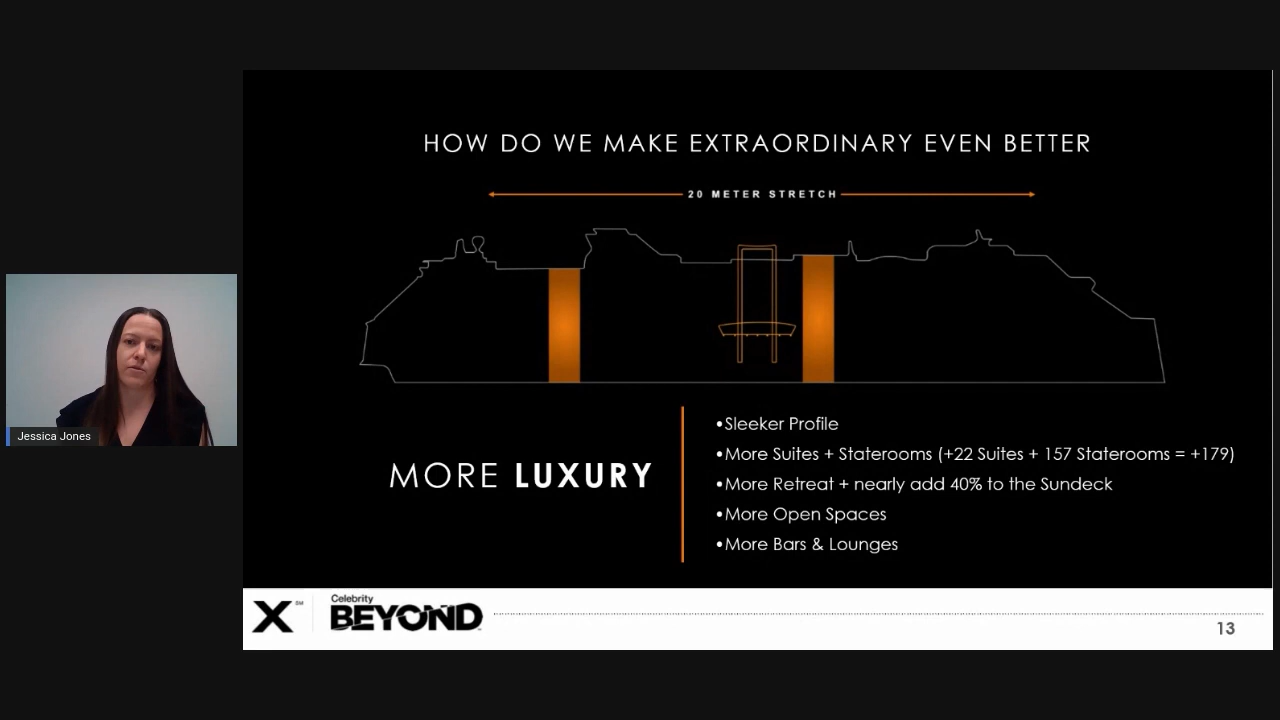 HOW DO WE MAKE EXTRAORDINARY EVEN BETTER
20 METER STRETCH
Jessica Jones
MORE LUXURY
•Sleeker Profile
•More Suites + Staterooms (+22 Suites + 157 Staterooms = +179)
•More Retreat + nearly add 40% to the Sundeck
•More Open Spaces
•More Bars & Lounges
X SM
Celebrity
BEYOND
13